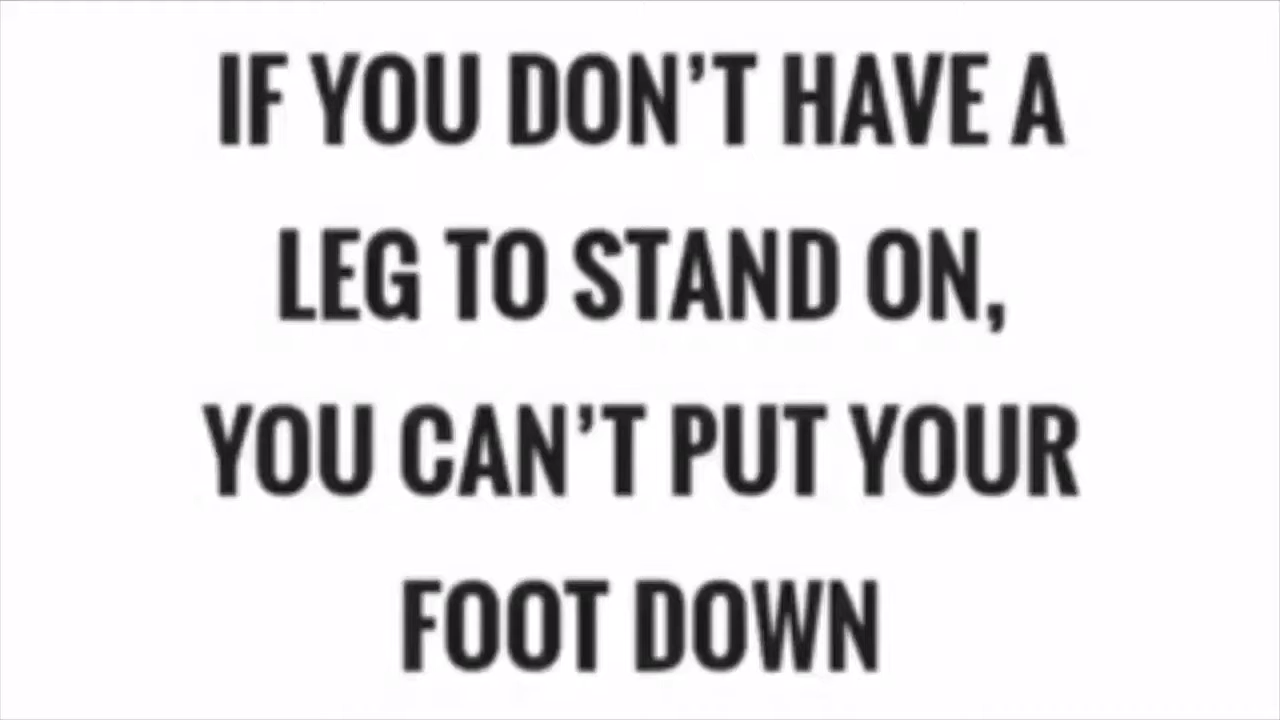 IF YOU DON’T HAVE A
LEG TO STAND ON,
YOU CAN’T PUT YOUR
FOOT DOWN